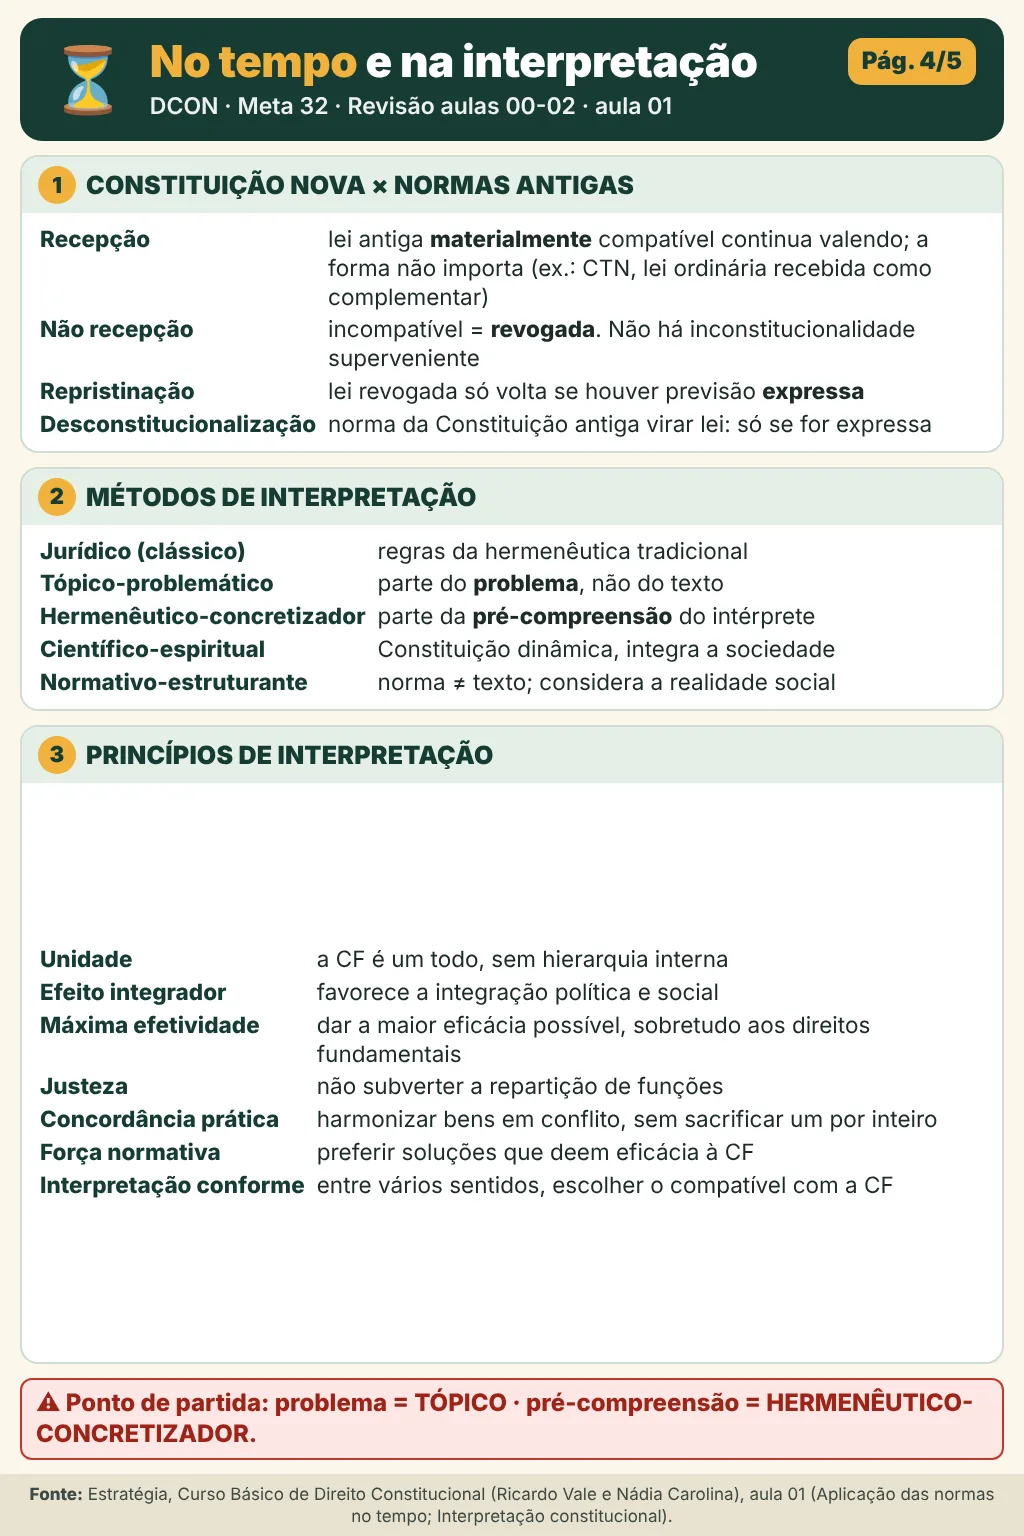 No tempo e na interpretação
Pág. 4/5
DCON · Meta 32 · Revisão aulas 00-02 · aula 01
1 CONSTITUIÇÃO NOVA × NORMAS ANTIGAS
Recepção lei antiga materialmente compatível continua valendo; a
forma não importa (ex.: CTN, lei ordinária recebida como
complementar)
Não recepção incompatível = revogada. Não há inconstitucionalidade
superveniente
Repristinação lei revogada só volta se houver previsão expressa
Desconstitucionalização norma da Constituição antiga virar lei: só se for expressa
2 MÉTODOS DE INTERPRETAÇÃO
Jurídico (clássico) regras da hermenêutica tradicional
Tópico-problemático parte do problema, não do texto
Hermenêutico-concretizador parte da pré-compreensão do intérprete
Científico-espiritual Constituição dinâmica, integra a sociedade
Normativo-estruturante norma ≠ texto; considera a realidade social
3 PRINCÍPIOS DE INTERPRETAÇÃO
Unidade a CF é um todo, sem hierarquia interna
Efeito integrador favorece a integração política e social
Máxima efetividade dar a maior eficácia possível, sobretudo aos direitos
fundamentais
Justeza não subverter a repartição de funções
Concordância prática harmonizar bens em conflito, sem sacrificar um por inteiro
Força normativa preferir soluções que deem eficácia à CF
Interpretação conforme entre vários sentidos, escolher o compatível com a CF
⚠ Ponto de partida: problema = TÓPICO · pré-compreensão = HERMENÊUTICO-
CONCRETIZADOR.
Fonte: Estratégia, Curso Básico de Direito Constitucional (Ricardo Vale e Nádia Carolina), aula 01 (Aplicação das normas
no tempo; Interpretação constitucional).